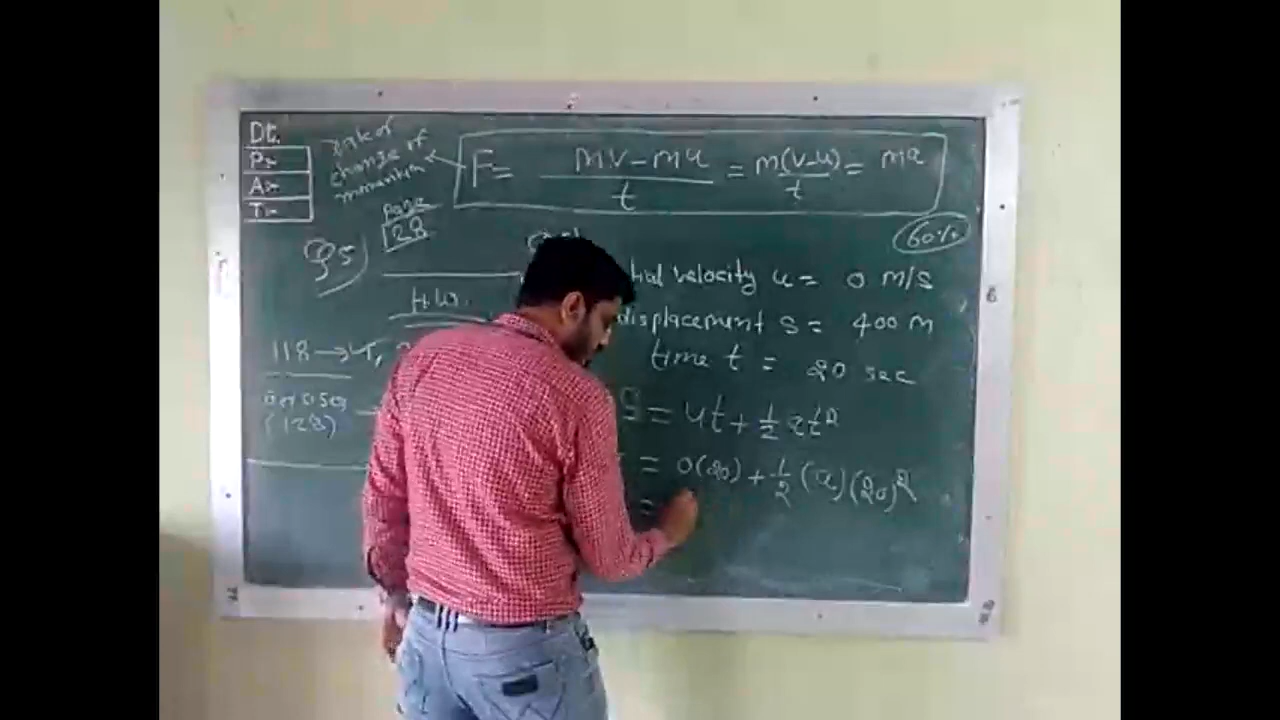 Dt.
P:-
A:-
T:-
rate of
change of
momentum
F = mv - mu / t = m(v-u) / t = ma
page
128
60%
Q5)
tial velocity u = 0 m/s
H.W.
displacement S = 400 m
118 → 4,
time t = 20 sec
(128)
S = ut + 1/2 at²
= 0(20) + 1/2 (a)(20)²
=